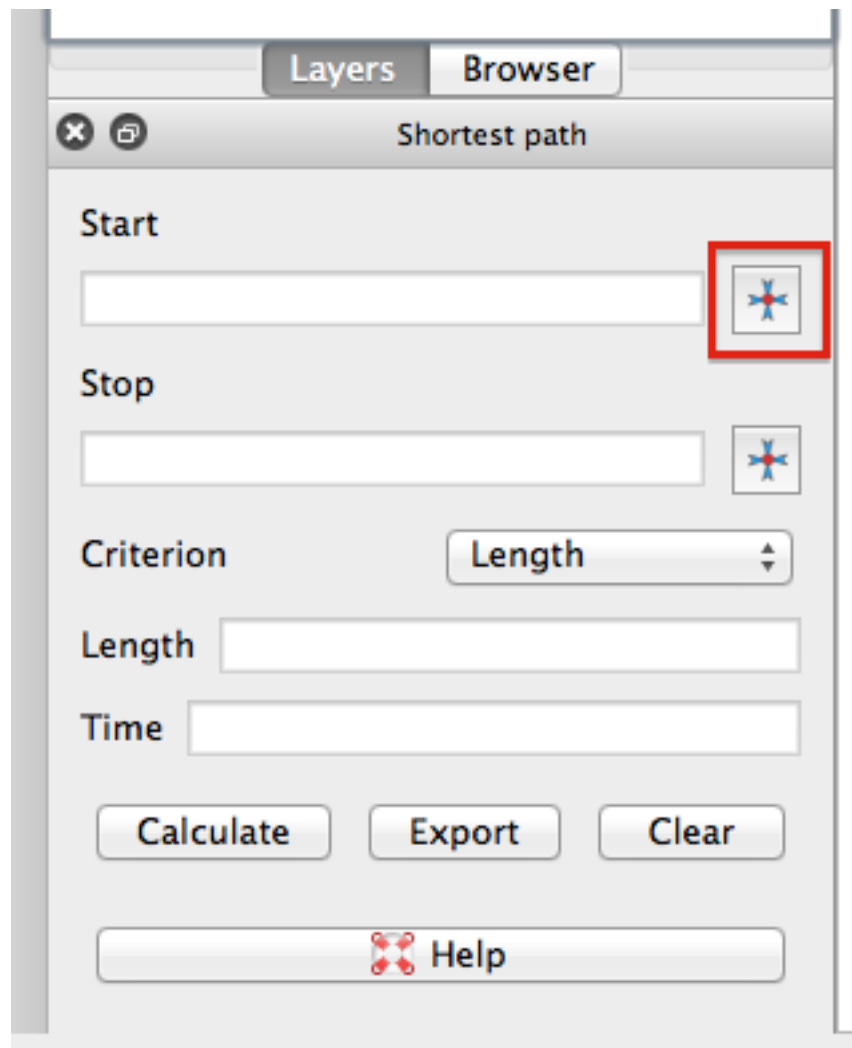 Layers Browser
Shortest path
Start
Stop
Criterion Length
Length
Time
Calculate Export Clear
Help